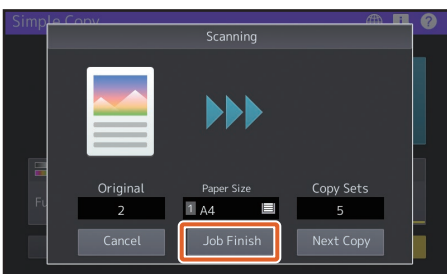 Simple Copy
Scanning
Original
Paper Size
Copy Sets
2
1 A4
5
Cancel
Job Finish
Next Copy